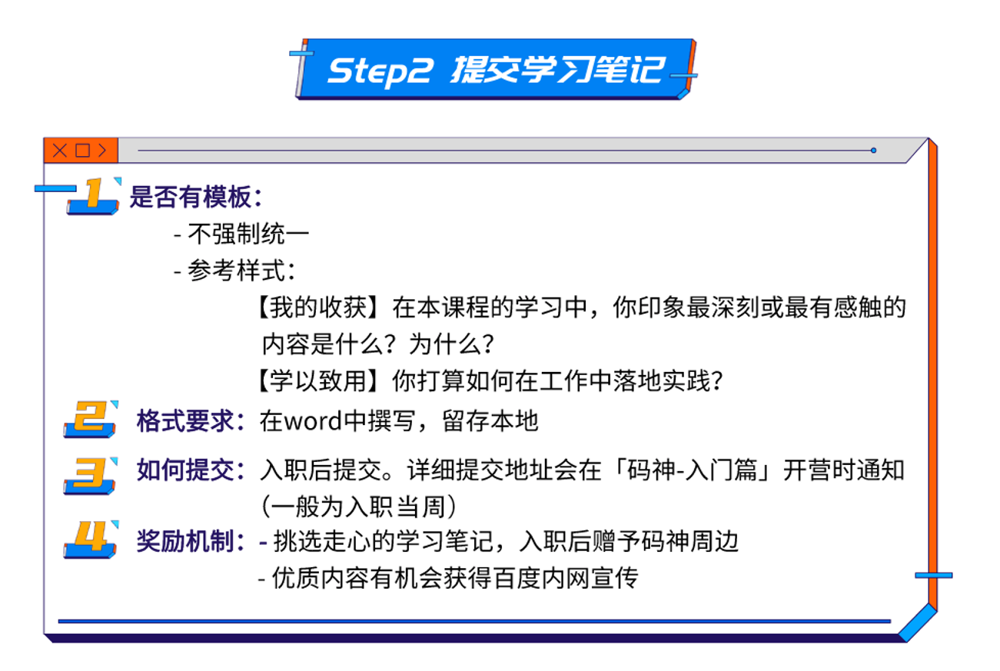 Step2 提交学习笔记
1 是否有模板：
- 不强制统一
- 参考样式：
【我的收获】在本课程的学习中，你印象最深刻或最有感触的
内容是什么？为什么？
【学以致用】你打算如何在工作中落地实践？
2 格式要求：在word中撰写，留存本地
3 如何提交：入职后提交。详细提交地址会在「码神-入门篇」开营时通知
（一般为入职当周）
4 奖励机制：- 挑选走心的学习笔记，入职后赠予码神周边
- 优质内容有机会获得百度内网宣传